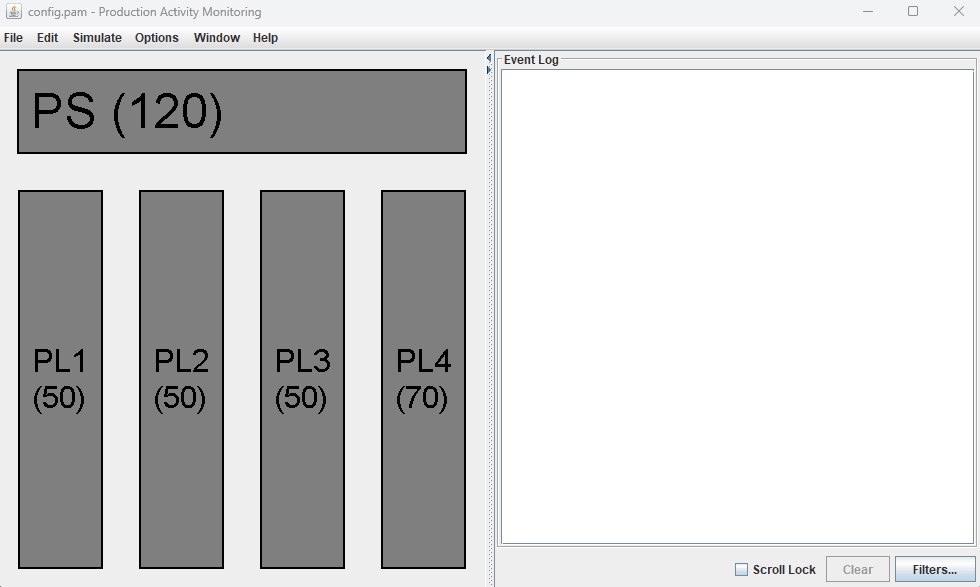 config.pam - Production Activity Monitoring
File Edit Simulate Options Window Help
PS (120)
PL1
(50)
PL2
(50)
PL3
(50)
PL4
(70)
Event Log
Scroll Lock
Clear
Filters...